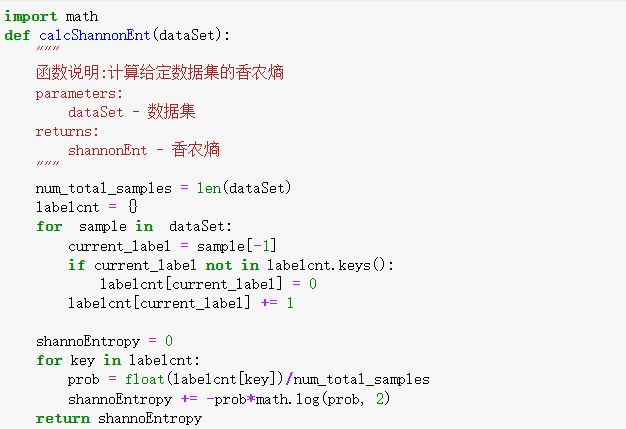 import math
def calcShannonEnt(dataSet):
    """
    函数说明:计算给定数据集的香农熵
    parameters:
        dataSet - 数据集
    returns:
        shannonEnt - 香农熵
    """
    num_total_samples = len(dataSet)
    labelcnt = {}
    for  sample in  dataSet:
        current_label = sample[-1]
        if current_label not in labelcnt.keys():
            labelcnt[current_label] = 0
        labelcnt[current_label] += 1

    shannoEntropy = 0
    for key in labelcnt:
        prob = float(labelcnt[key])/num_total_samples
        shannoEntropy += -prob*math.log(prob, 2)
    return shannoEntropy